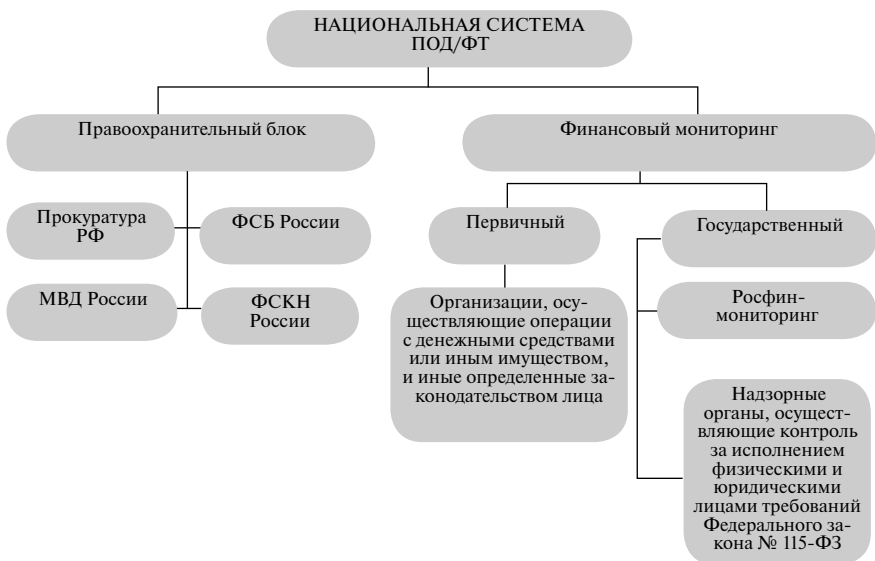 НАЦИОНАЛЬНАЯ СИСТЕМА
ПОД/ФТ
Правоохранительный блок
Финансовый мониторинг
Прокуратура
РФ
ФСБ России
МВД России
ФСКН
России
Первичный
Государственный
Организации, осу-
ществляющие операции
с денежными средствами
или иным имуществом,
и иные определенные за-
конодательством лица
Росфин-
мониторинг
Надзорные
органы, осущест-
вляющие контроль
за исполнением
физическими и
юридическими
лицами требований
Федерального за-
кона № 115-ФЗ